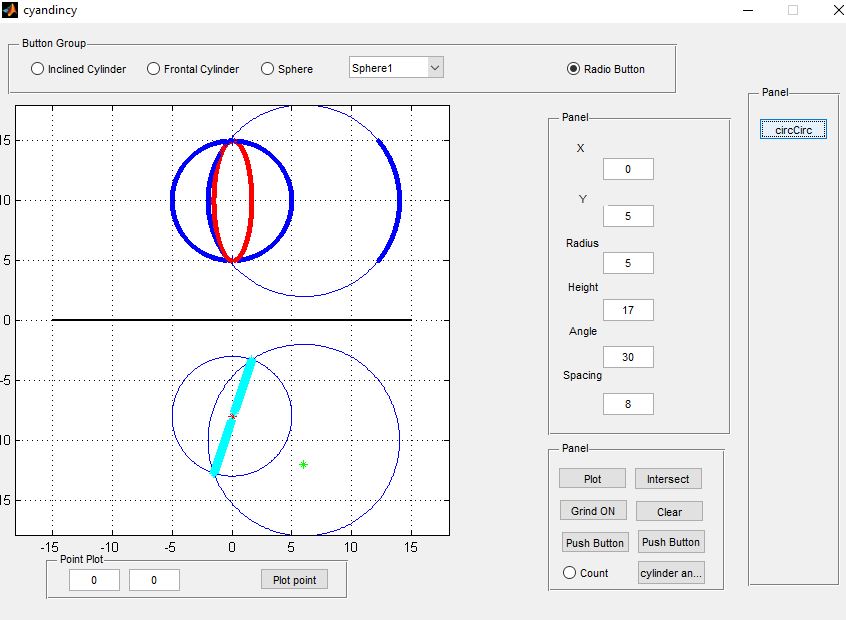 cyandincy
Button Group
Inclined Cylinder Frontal Cylinder Sphere Sphere1 Radio Button
Panel
circCirc
Panel
X
0
Y
5
Radius
5
Height
17
Angle
30
Spacing
8
15
10
5
0
-5
10
15
-15 -10 -5 0 5 10 15
Panel
Plot Intersect
Grind ON Clear
Push Button Push Button
Count cylinder an...
Point Plot
0 0 Plot point